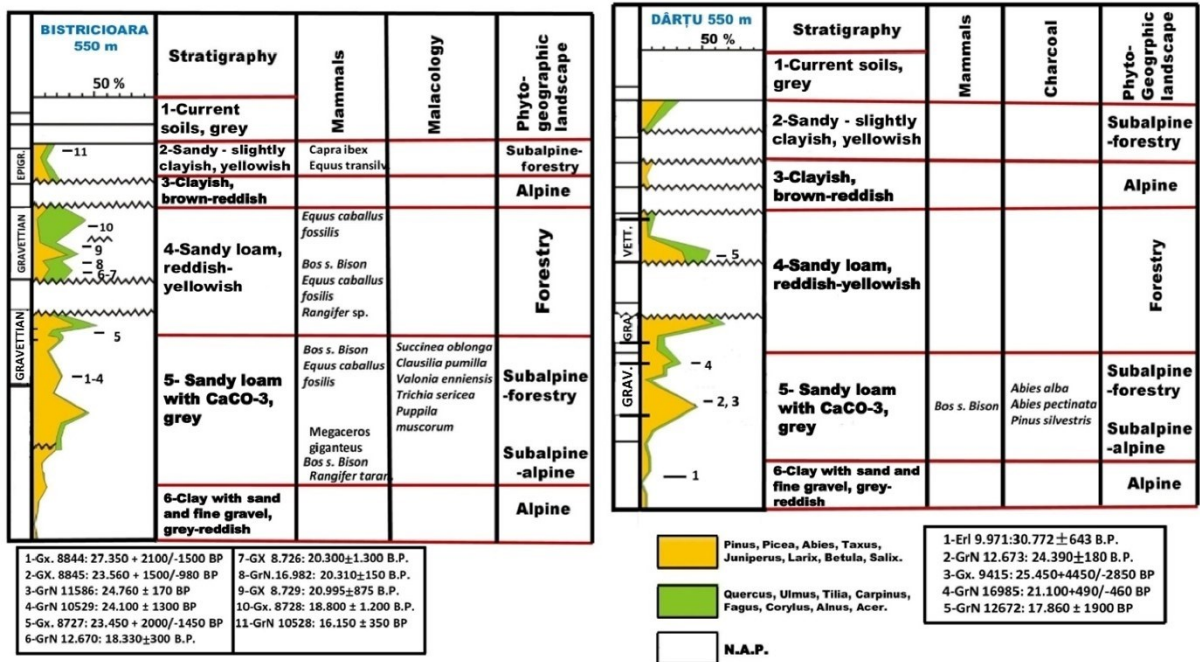 BISTRICIOARA
550 m
50 %
Stratigraphy
Mammals
Malacology
Phyto-
geographic
landscape
1-Current
soils, grey
EPIGR.
11
2-Sandy - slightly
clayish, yellowish
Capra ibex
Equus transilv.
Subalpine-
forestry
3-Clayish,
brown-reddish
Alpine
GRAVETTIAN
10
9
8
6-7
4-Sandy loam,
reddish-
yellowish
Equus caballus
fossilis
Bos s. Bison
Equus caballus
fosilis
Rangifer sp.
Forestry
GRAVETTIAN
5
1-4
5- Sandy loam
with CaCO-3,
grey
Bos s. Bison
Equus caballus
fosilis
Megaceros
giganteus
Bos s. Bison
Rangifer taran.
Succinea oblonga
Clausilia pumilla
Valonia enniensis
Trichia sericea
Puppila
muscorum
Subalpine
-forestry
Subalpine
-alpine
6-Clay with sand
and fine gravel,
grey-reddish
Alpine
1-Gx. 8844: 27.350 + 2100/-1500 BP
2-GX. 8845: 23.560 + 1500/-980 BP
3-GrN 11586: 24.760 ± 170 BP
4-GrN 10529: 24.100 ± 1300 BP
5-Gx. 8727: 23.450 + 2000/-1450 BP
6-GrN 12.670: 18.330±300 B.P.
7-GX 8.726: 20.300±1.300 B.P.
8-GrN.16.982: 20.310±150 B.P.
9-GX 8.729: 20.995±875 B.P.
10-Gx. 8728: 18.800 ± 1.200 B.P.
11-GrN 10528: 16.150 ± 350 BP
DÂRȚU 550 m
50 %
Stratigraphy
Mammals
Charcoal
Phyto-
Geogrphic
landscape
1-Current soils,
grey
2-Sandy - slightly
clayish, yellowish
Subalpine
-forestry
3-Clayish,
brown-reddish
Alpine
VETT.
5
4-Sandy loam,
reddish-yellowish
Forestry
GRA
4
GRAV.
2, 3
5- Sandy loam
with CaCO-3,
grey
Bos s. Bison
Abies alba
Abies pectinata
Pinus silvestris
Subalpine
-forestry
Subalpine
-alpine
1
6-Clay with sand and
fine gravel, grey-
reddish
Alpine
Pinus, Picea, Abies, Taxus,
Juniperus, Larix, Betula, Salix.
Quercus, Ulmus, Tilia, Carpinus,
Fagus, Corylus, Alnus, Acer.
N.A.P.
1-Erl 9.971:30.772 ± 643 B.P.
2-GrN 12.673: 24.390±180 B.P.
3-Gx. 9415: 25.450+4450/-2850 BP
4-GrN 16985: 21.100+490/-460 BP
5-GrN 12672: 17.860 ± 1900 BP